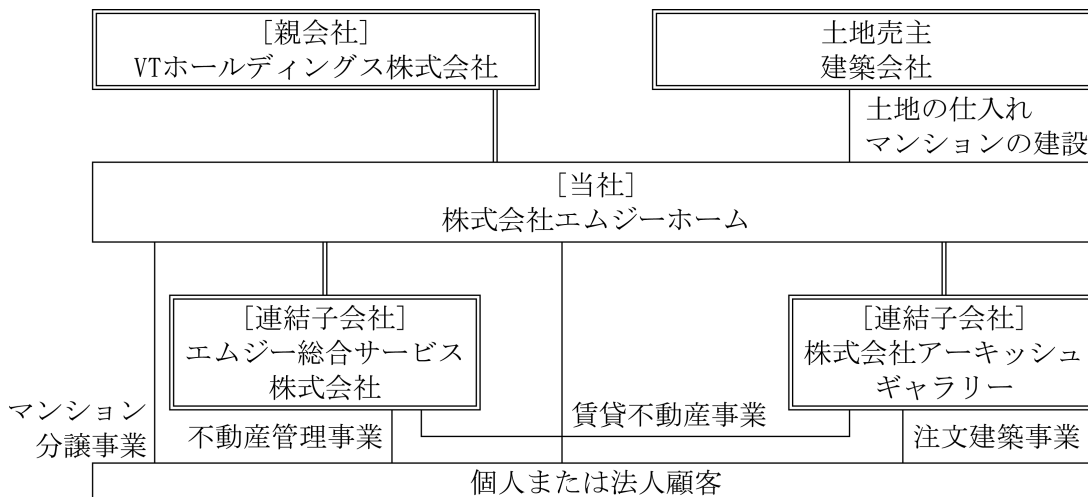 [親会社]
VTホールディングス株式会社
土地売主
建築会社
土地の仕入れ
マンションの建設
[当社]
株式会社エムジーホーム
[連結子会社]
エムジー総合サービス
株式会社
[連結子会社]
株式会社アーキッシュ
ギャラリー
マンション
分譲事業
不動産管理事業
賃貸不動産事業
注文建築事業
個人または法人顧客